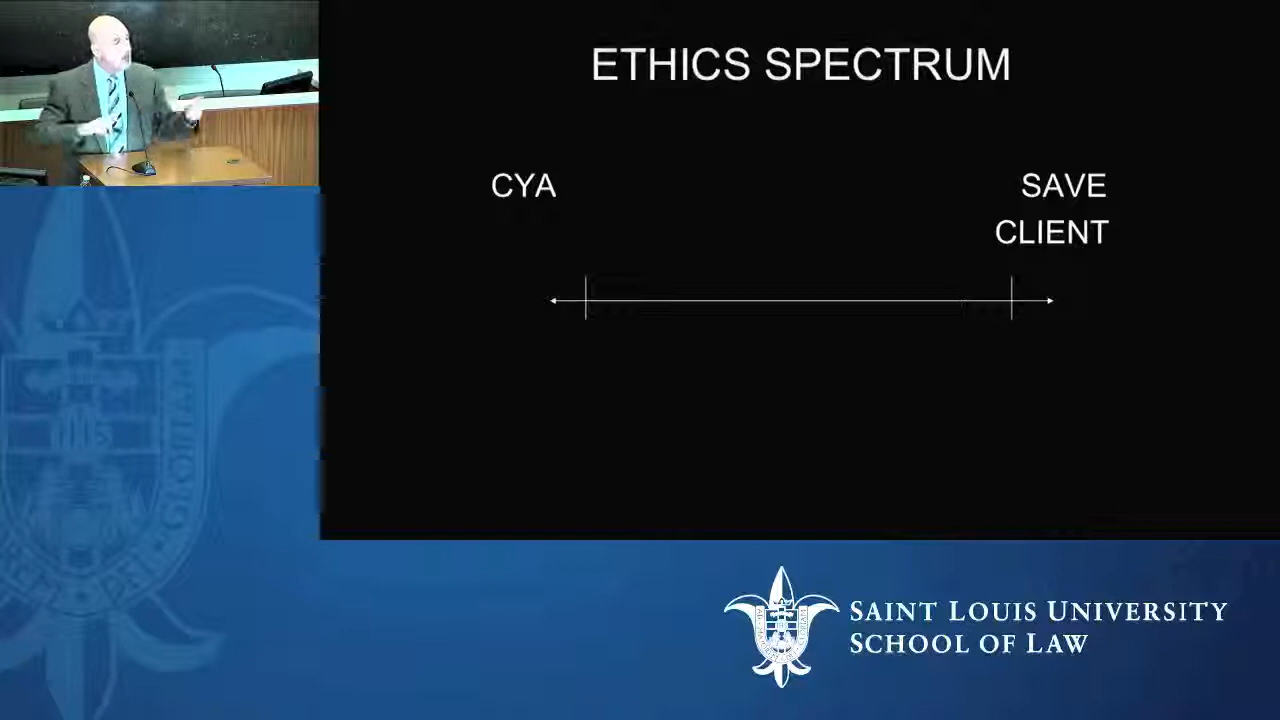 ETHICS SPECTRUM
CYA
SAVE
CLIENT
SAINT LOUIS UNIVERSITY
SCHOOL OF LAW